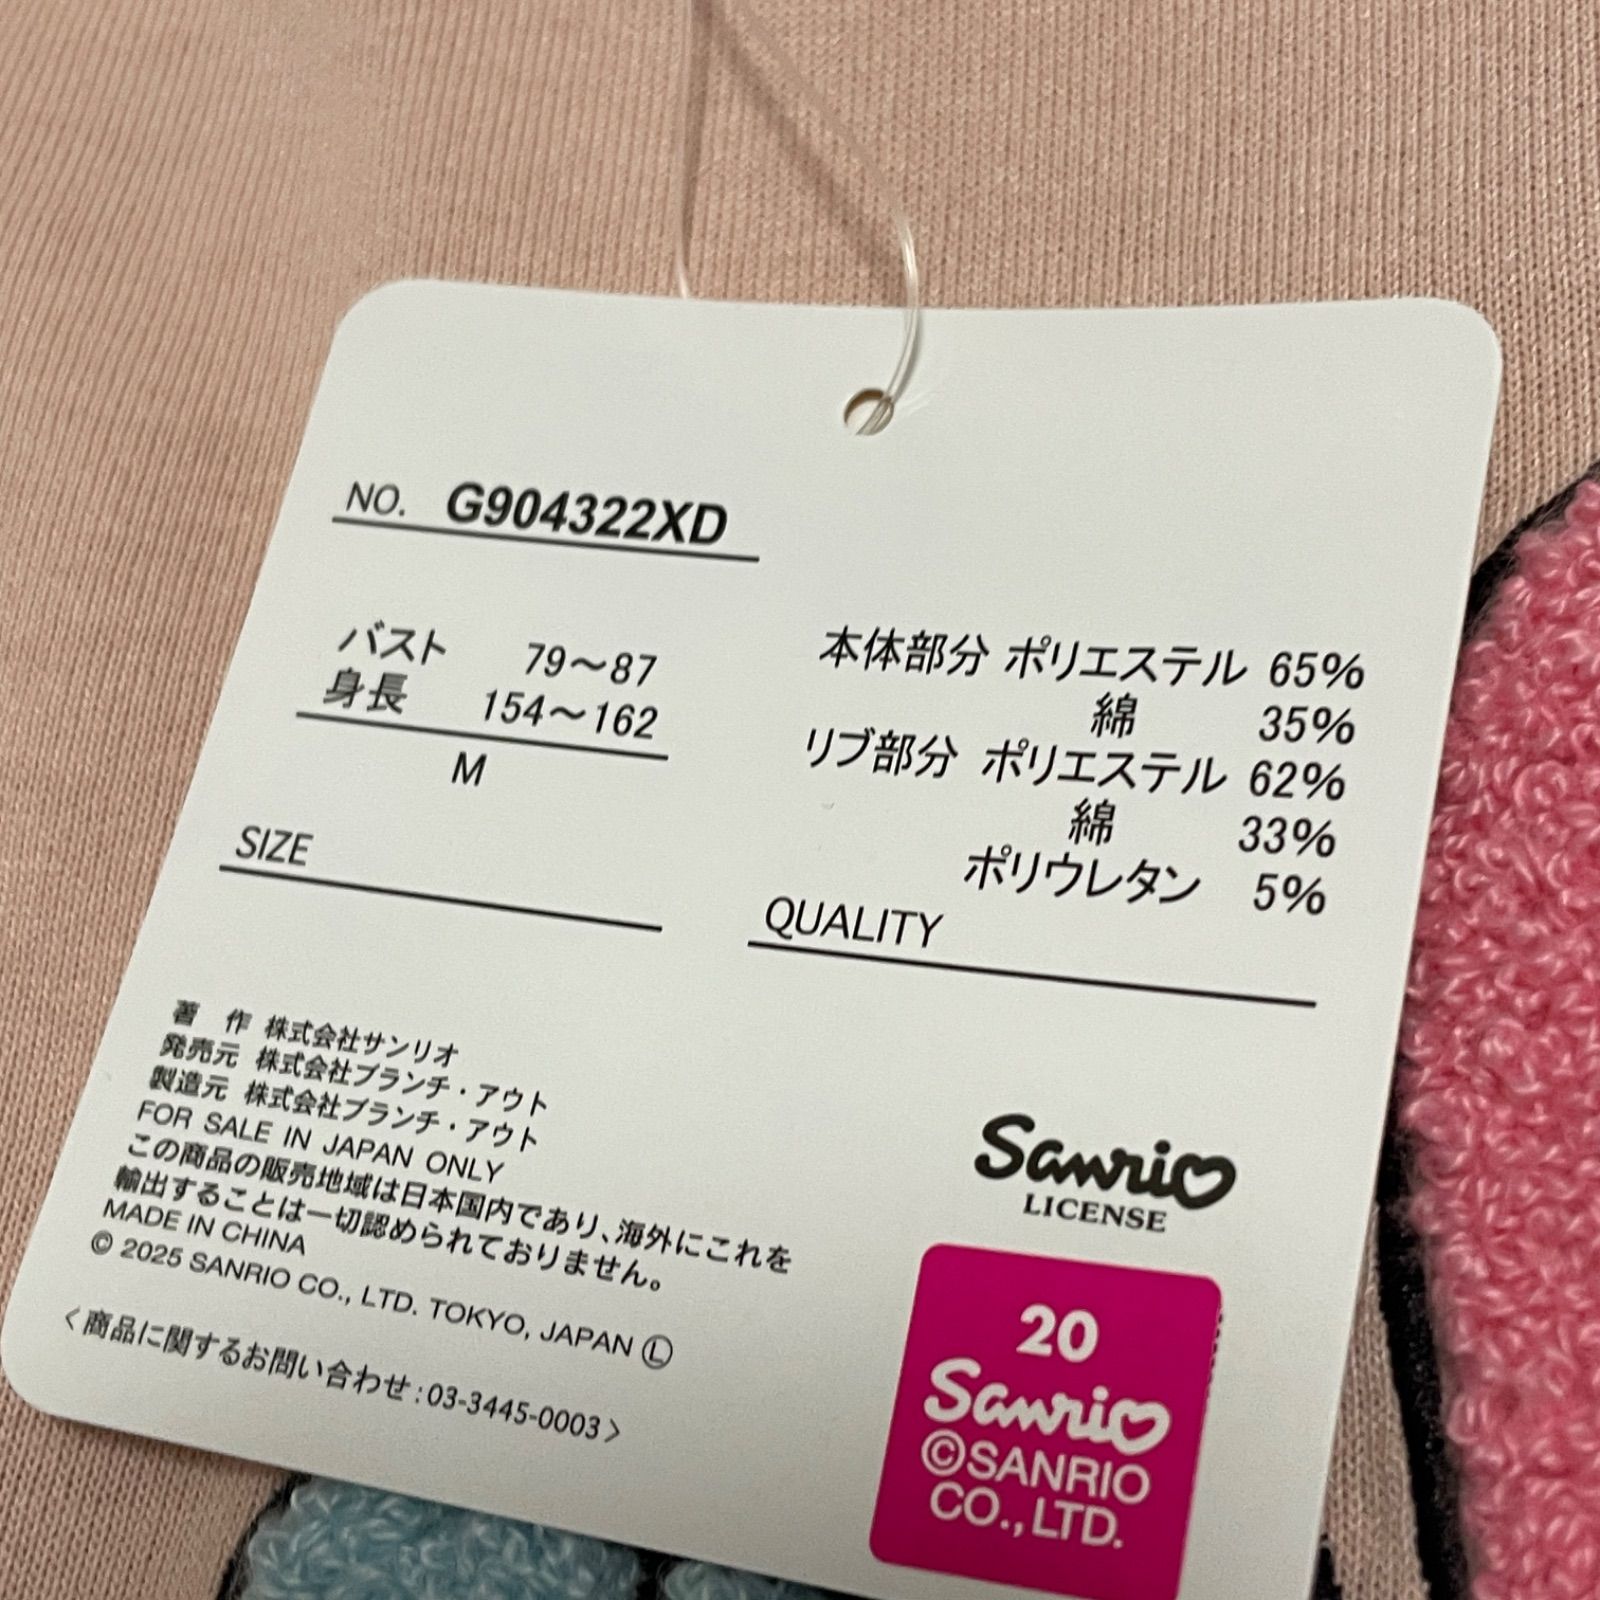 NO. G904322XD
バスト 79～87
身長 154～162
M
SIZE
本体部分 ポリエステル 65%
綿 35%
リブ部分 ポリエステル 62%
綿 33%
ポリウレタン 5%
QUALITY
著 作 株式会社サンリオ
発売元 株式会社ブランチ・アウト
製造元 株式会社ブランチ・アウト
FOR SALE IN JAPAN ONLY
この商品の販売地域は日本国内であり、海外にこれを
輸出することは一切認められておりません。
MADE IN CHINA
© 2025 SANRIO CO., LTD. TOKYO, JAPAN Ⓛ
<商品に関するお問い合わせ:03-3445-0003>
Sanrio
LICENSE
20
Sanrio
©SANRIO
CO.,LTD.